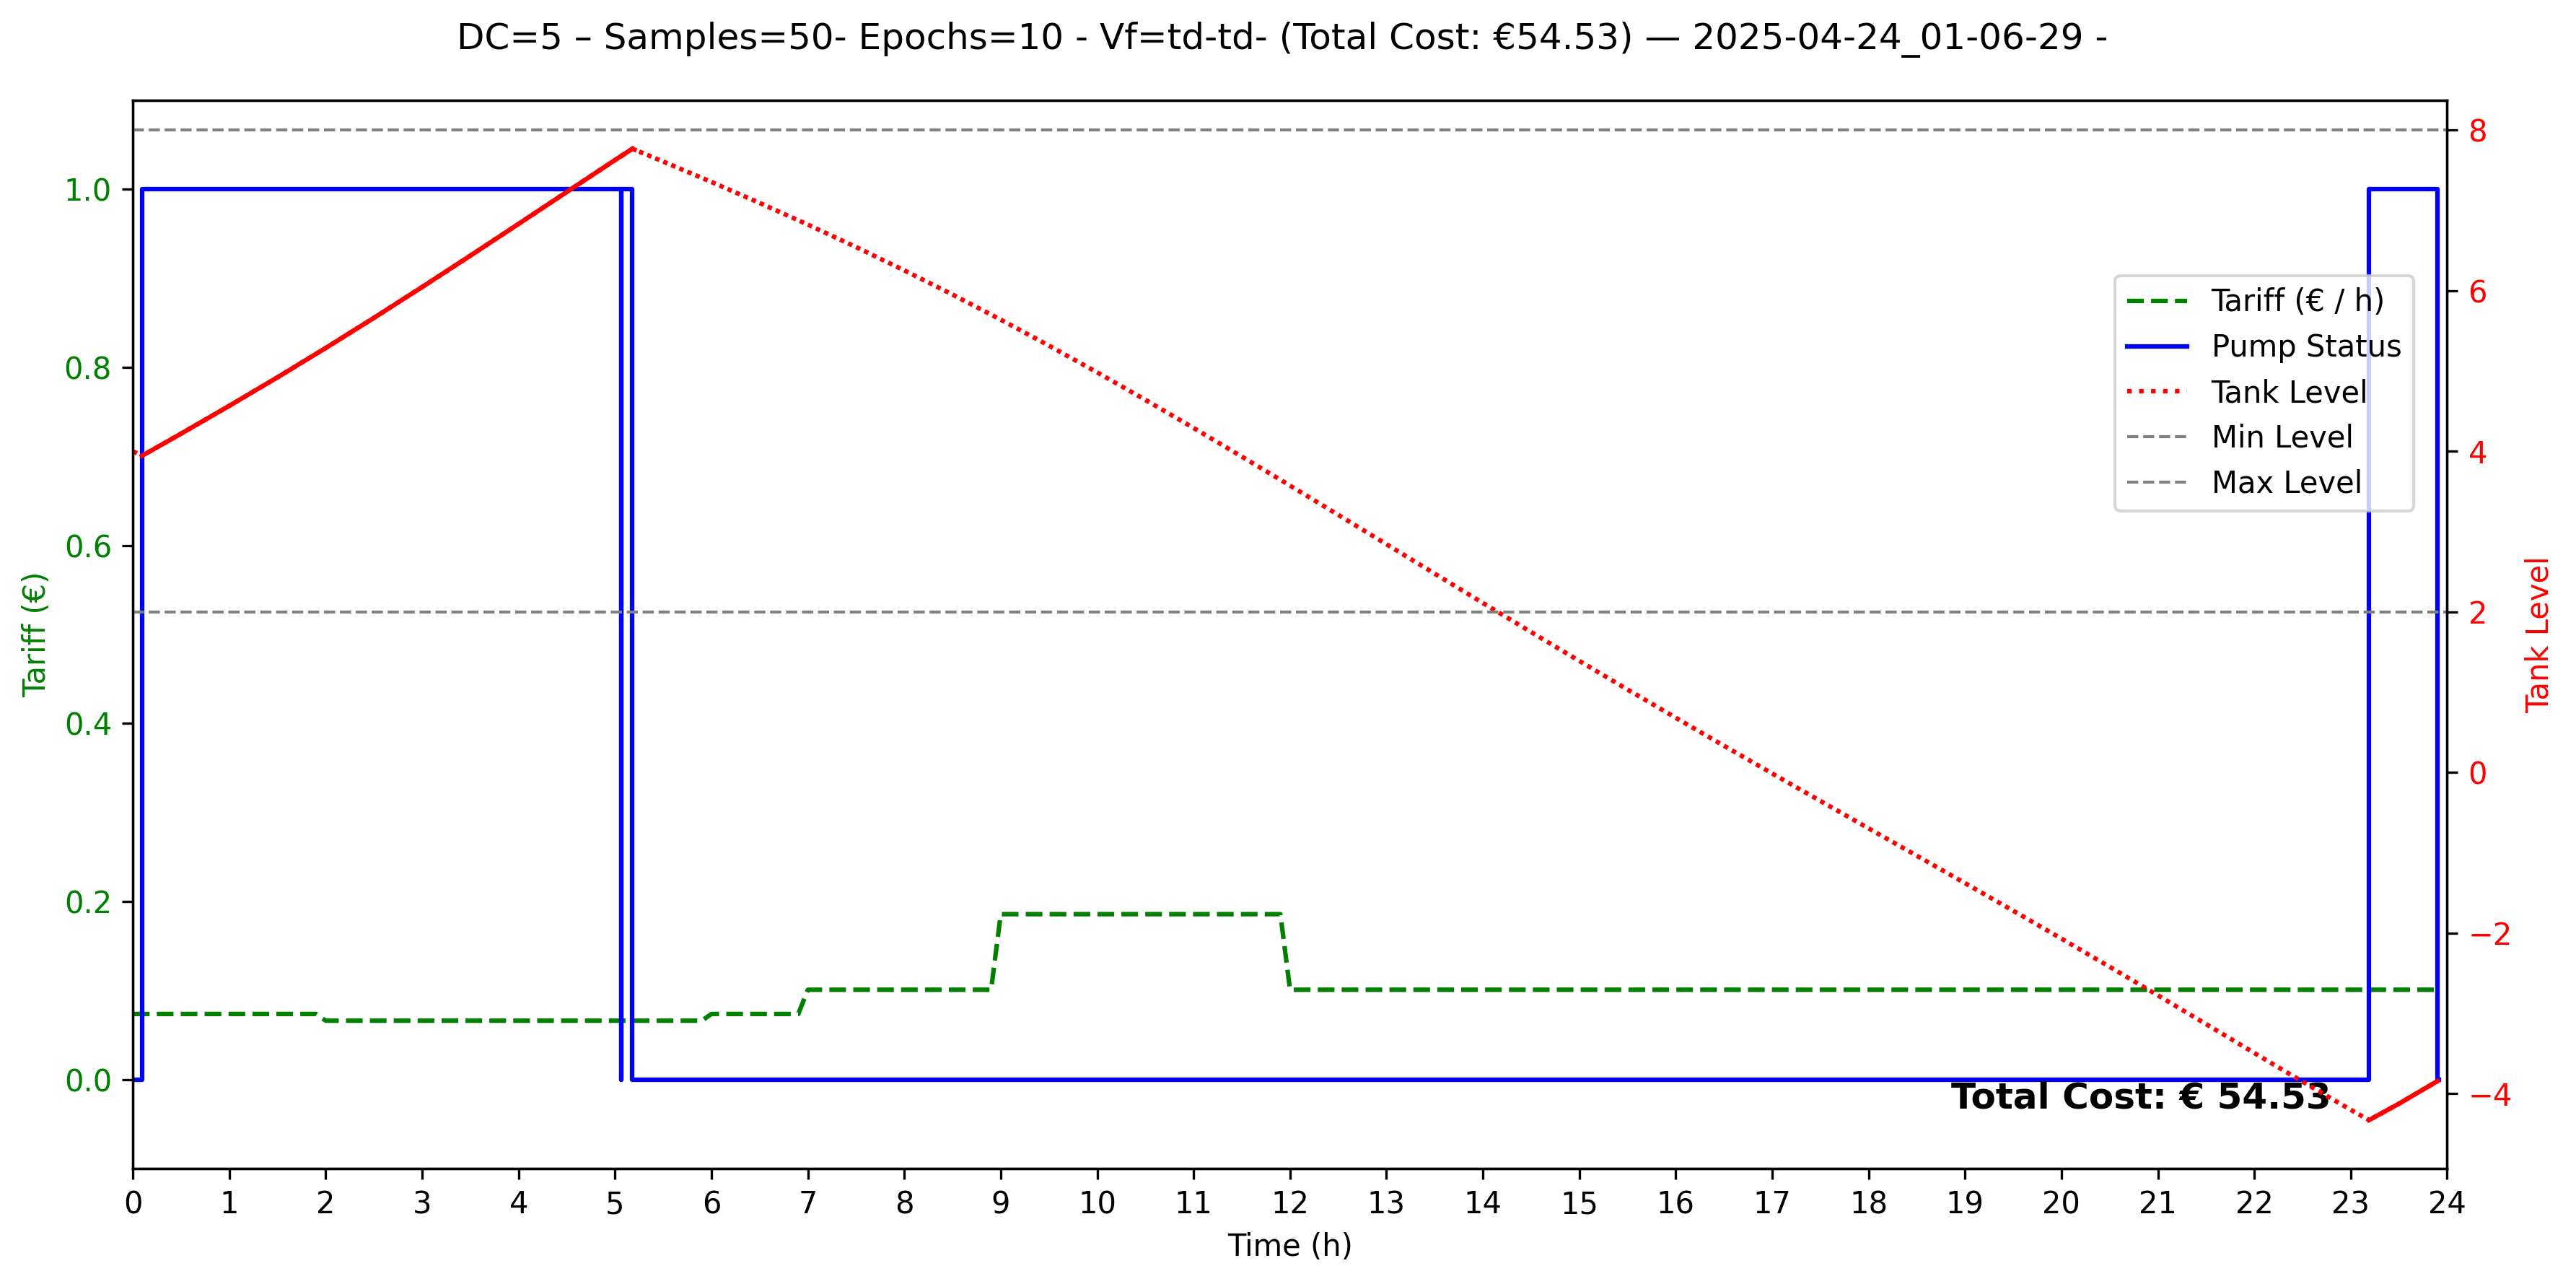 DC=5 – Samples=50- Epochs=10 - Vf=td-td- (Total Cost: €54.53) — 2025-04-24_01-06-29 -
Tariff (€)
1.0
0.8
0.6
0.4
0.2
0.0
8
6
4
2
0
−2
−4
Tank Level
Tariff (€ / h)
Pump Status
Tank Level
Min Level
Max Level
Total Cost: € 54.53
0 1 2 3 4 5 6 7 8 9 10 11 12 13 14 15 16 17 18 19 20 21 22 23 24
Time (h)